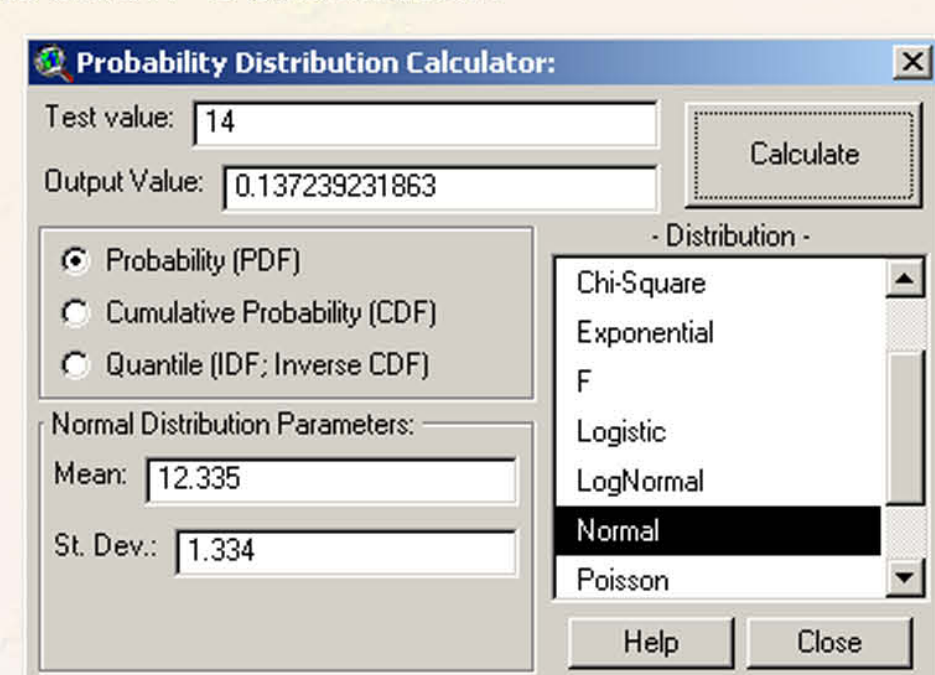 Probability Distribution Calculator:
Test value: 14
Calculate
Output Value: 0.137239231863
- Distribution -
Probability (PDF)
Cumulative Probability (CDF)
Quantile (IDF; Inverse CDF)
Chi-Square
Exponential
F
Logistic
LogNormal
Normal
Poisson
Normal Distribution Parameters:
Mean: 12.335
St. Dev.: 1.334
Help
Close